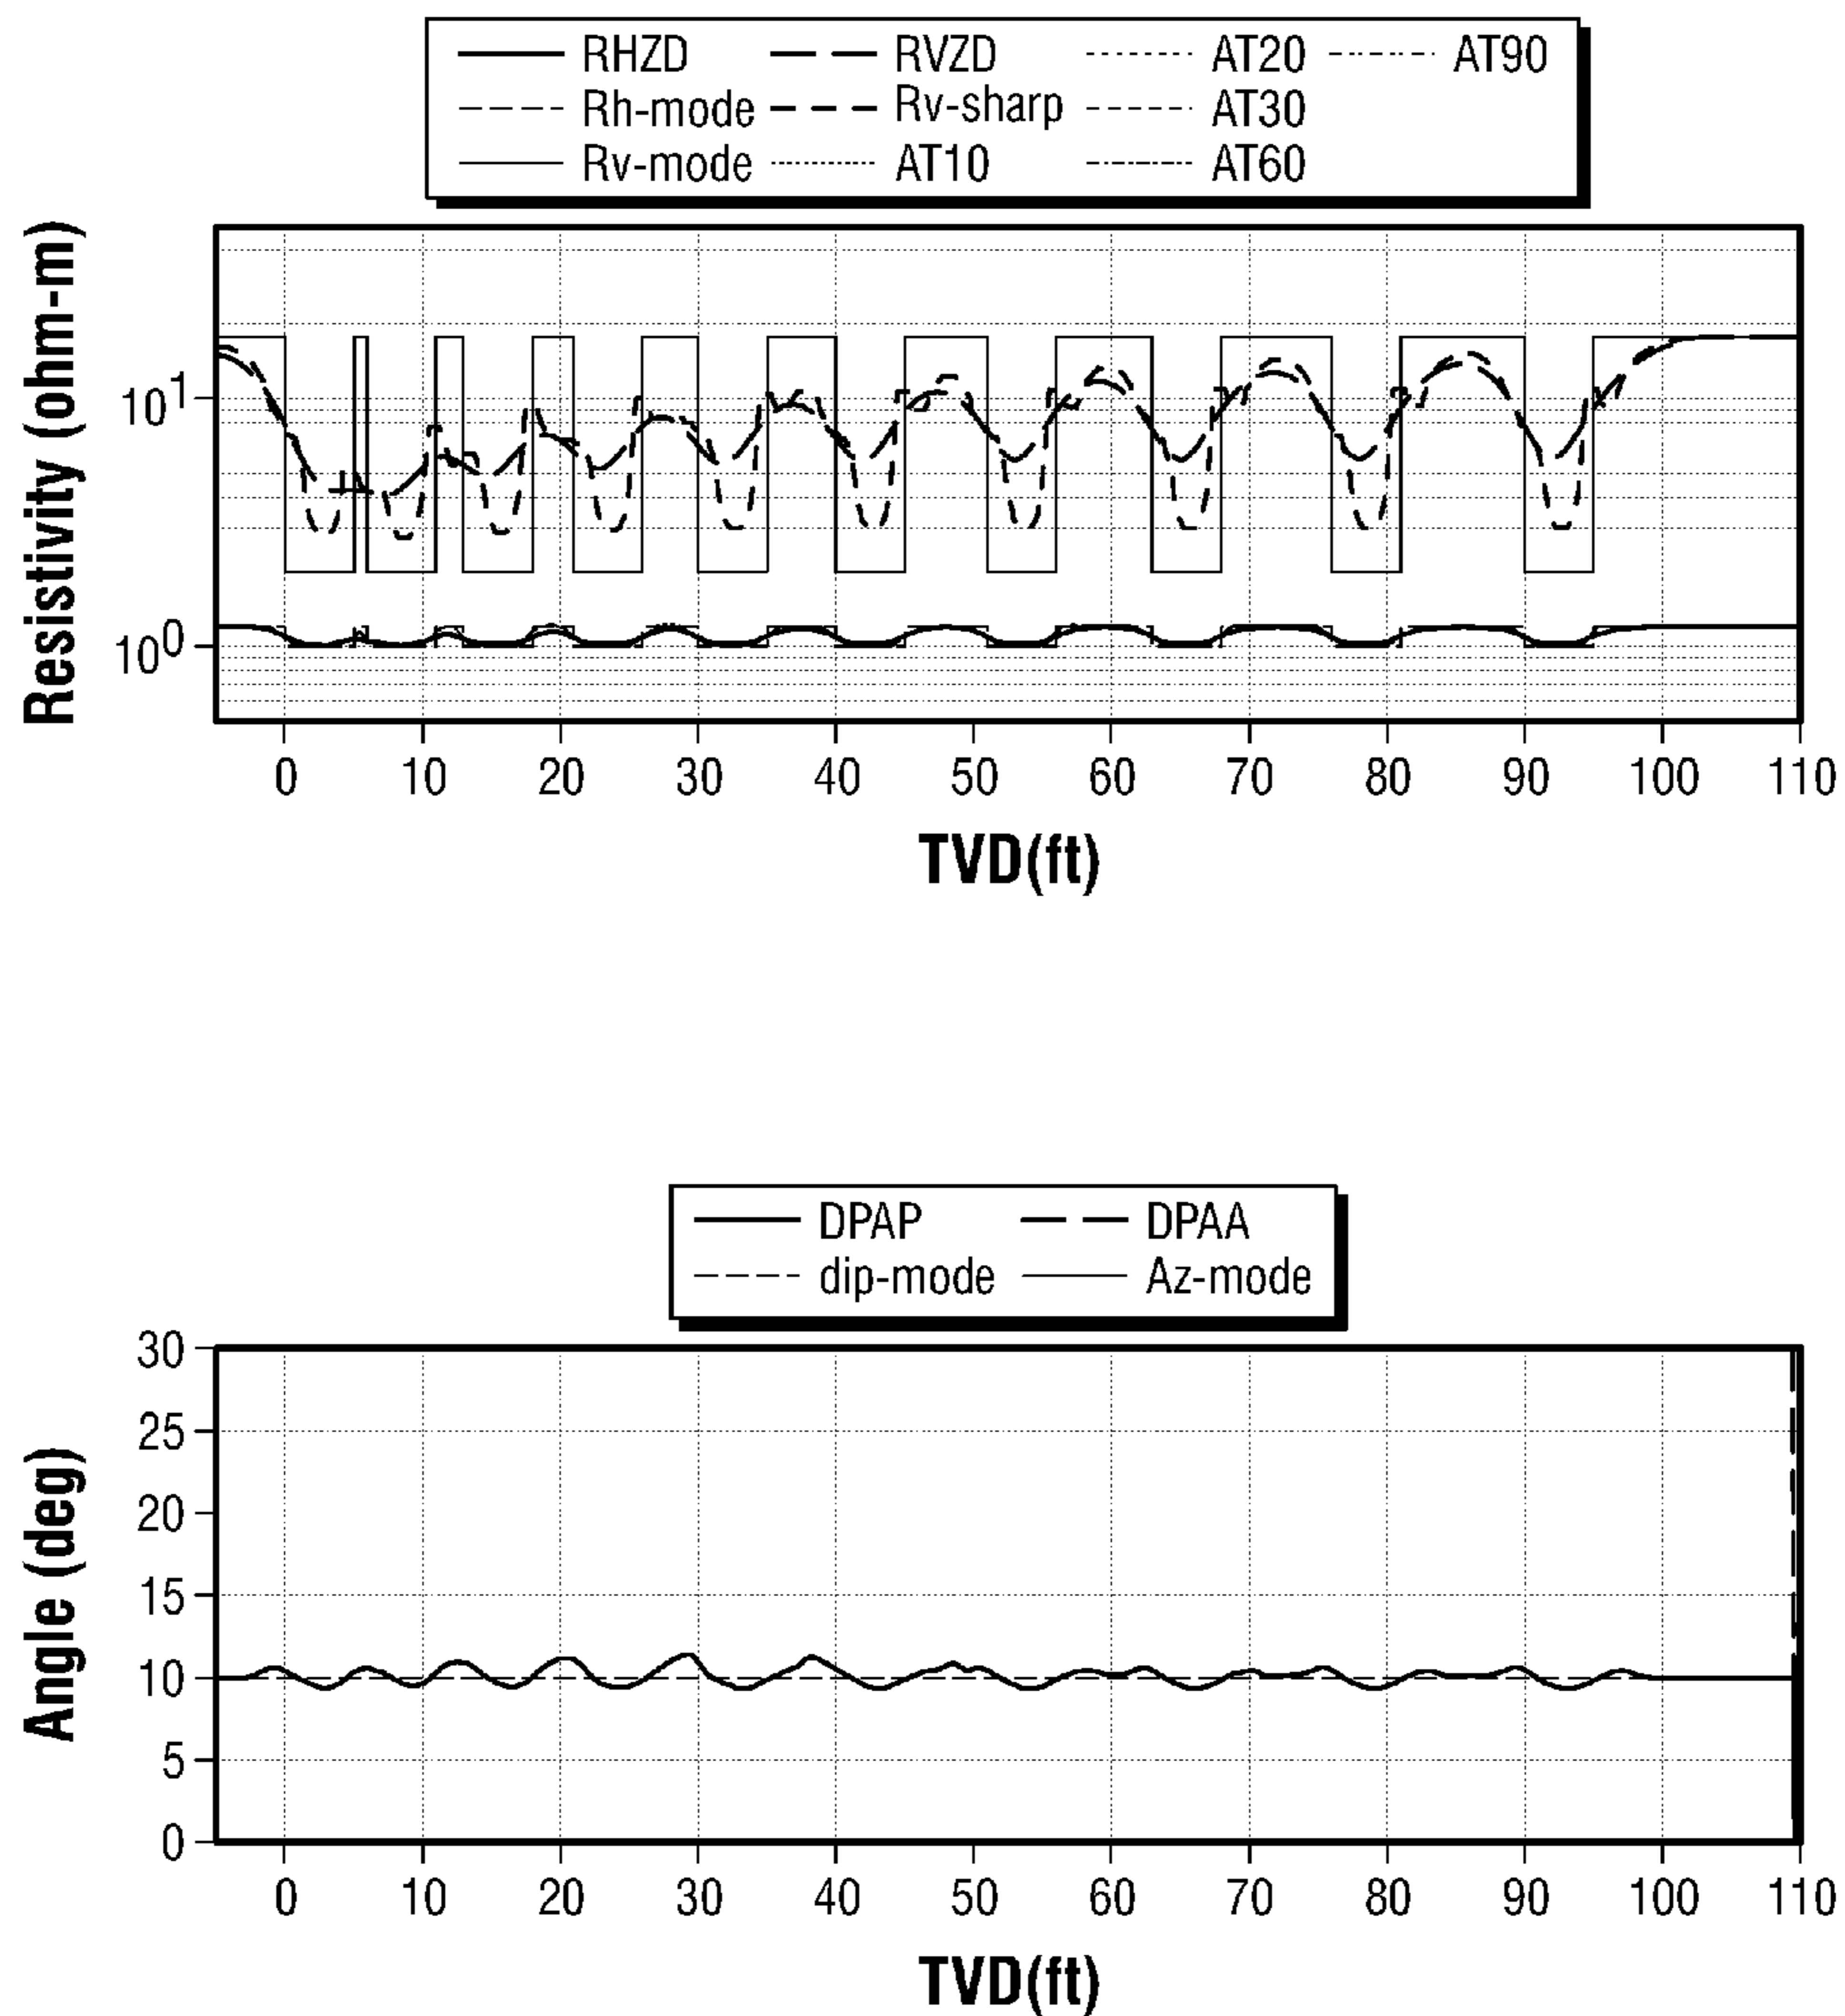 RHZD RVZD AT20 AT90
Rh-mode Rv-sharp AT30
Rv-mode AT10 AT60
Resistivity (ohm-m)
10^1
10^0
0 10 20 30 40 50 60 70 80 90 100 110
TVD(ft)
DPAP DPAA
dip-mode Az-mode
Angle (deg)
30
25
20
15
10
5
0
0 10 20 30 40 50 60 70 80 90 100 110
TVD(ft)